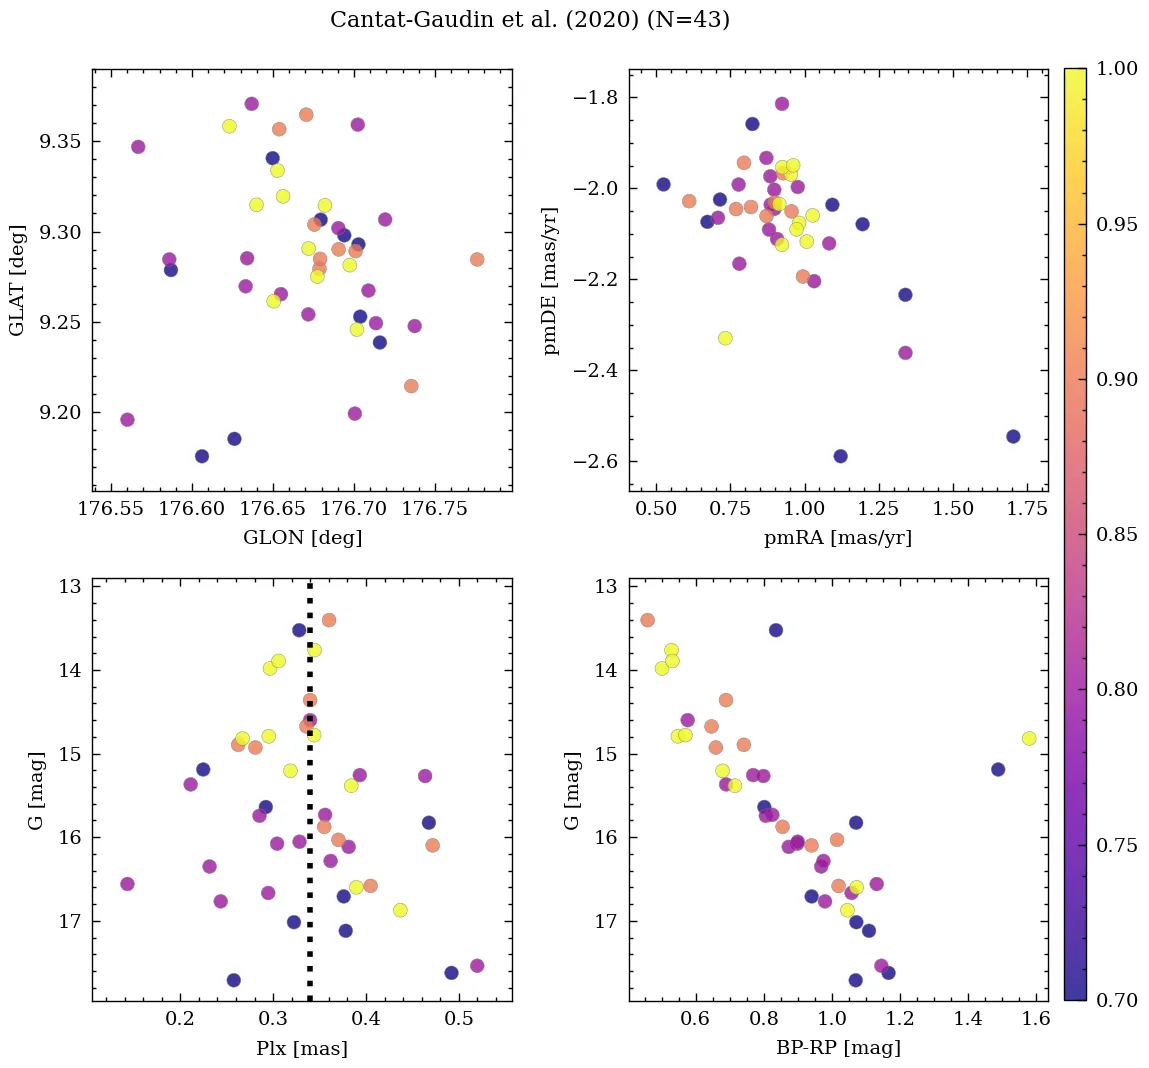 Cantat-Gaudin et al. (2020) (N=43)
9.35
9.30
9.25
9.20
GLAT [deg]
176.55 176.60 176.65 176.70 176.75
GLON [deg]
−1.8
−2.0
−2.2
−2.4
−2.6
pmDE [mas/yr]
0.50 0.75 1.00 1.25 1.50 1.75
pmRA [mas/yr]
13
14
15
16
17
G [mag]
0.2 0.3 0.4 0.5
Plx [mas]
13
14
15
16
17
G [mag]
0.6 0.8 1.0 1.2 1.4 1.6
BP-RP [mag]
1.00
0.95
0.90
0.85
0.80
0.75
0.70